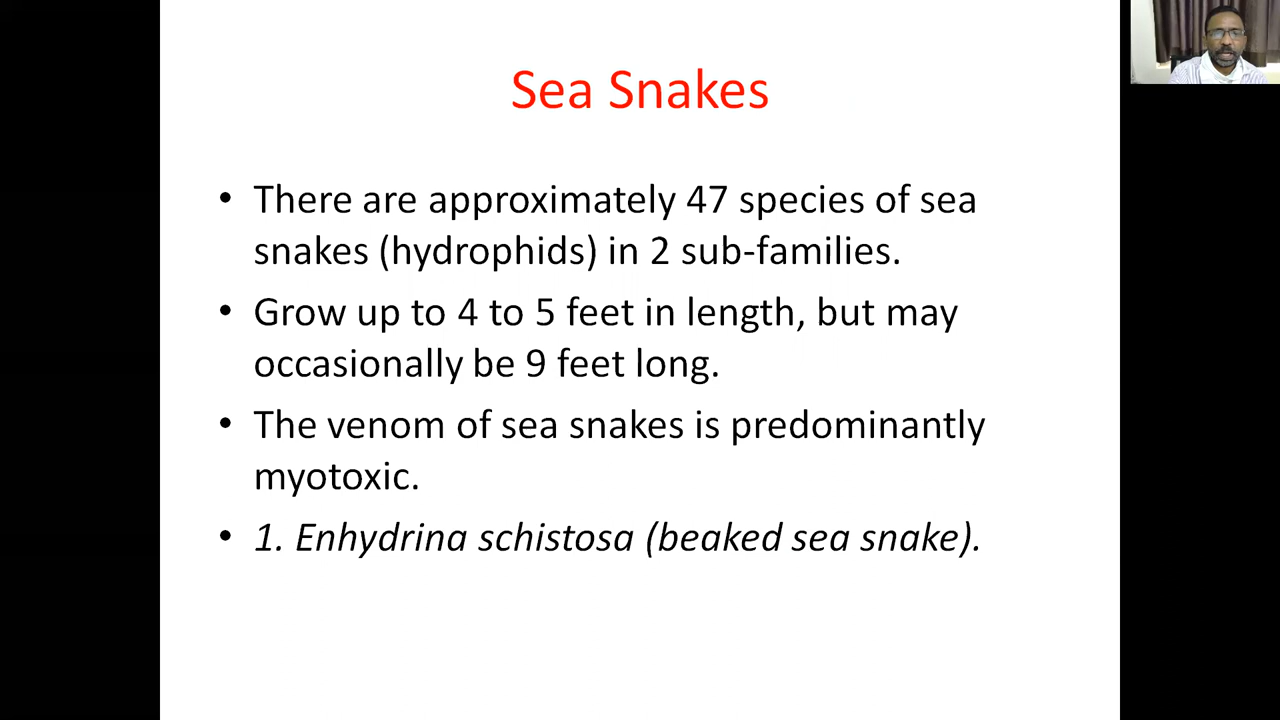 Sea Snakes
• There are approximately 47 species of sea
snakes (hydrophids) in 2 sub-families.
• Grow up to 4 to 5 feet in length, but may
occasionally be 9 feet long.
• The venom of sea snakes is predominantly
myotoxic.
• 1. Enhydrina schistosa (beaked sea snake).